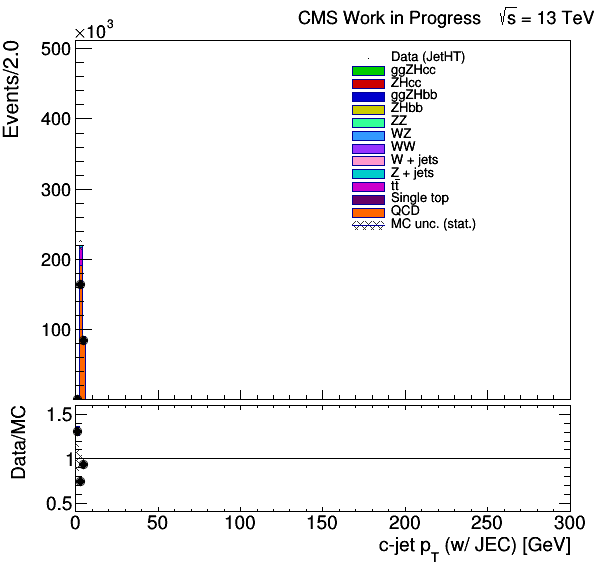 CMS Work in Progress √s = 13 TeV
×10³
Events/2.0
500
400
300
200
100
Data (JetHT)
ggZHcc
ZHcc
ggZHbb
ZHbb
ZZ
WZ
WW
W + jets
Z + jets
tt̄
Single top
QCD
MC unc. (stat.)
Data/MC
1.5
1
0.5
0 50 100 150 200 250 300
c-jet p_T (w/ JEC) [GeV]